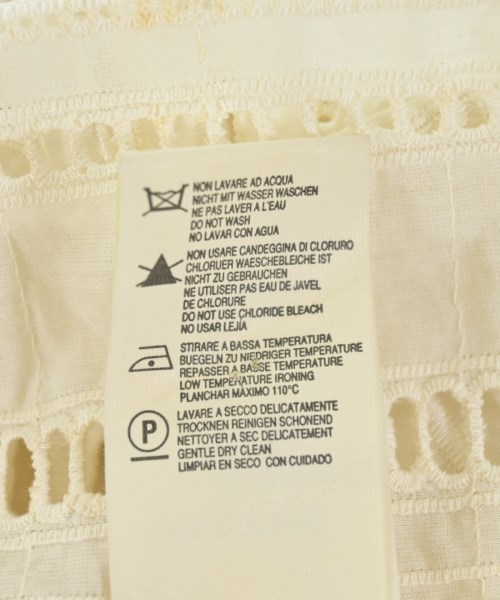 NON LAVARE AD ACQUA
NICHT MIT WASSER WASCHEN
NE PAS LAVER A L'EAU
DO NOT WASH
NO LAVAR CON AGUA
NON USARE CANDEGGINA DI CLORURO
CHLORUER WAESCHEBLEICHE IST
NICHT ZU GEBRAUCHEN
NE UTILISER PAS EAU DE JAVEL
DE CHLORURE
DO NOT USE CHLORIDE BLEACH
NO USAR LEJÍA
STIRARE A BASSA TEMPERATURA
BUEGELN ZU NIEDRIGER TEMPERATURE
REPASSER A BASSE TEMPERATURE
LOW TEMPERATURE IRONING
PLANCHAR MÁXIMO 110°C
P
LAVARE A SECCO DELICATAMENTE
TROCKNEN REINIGEN SCHONEND
NETTOYER A SEC DELICATEMENT
GENTLE DRY CLEAN
LIMPIAR EN SECO CON CUIDADO